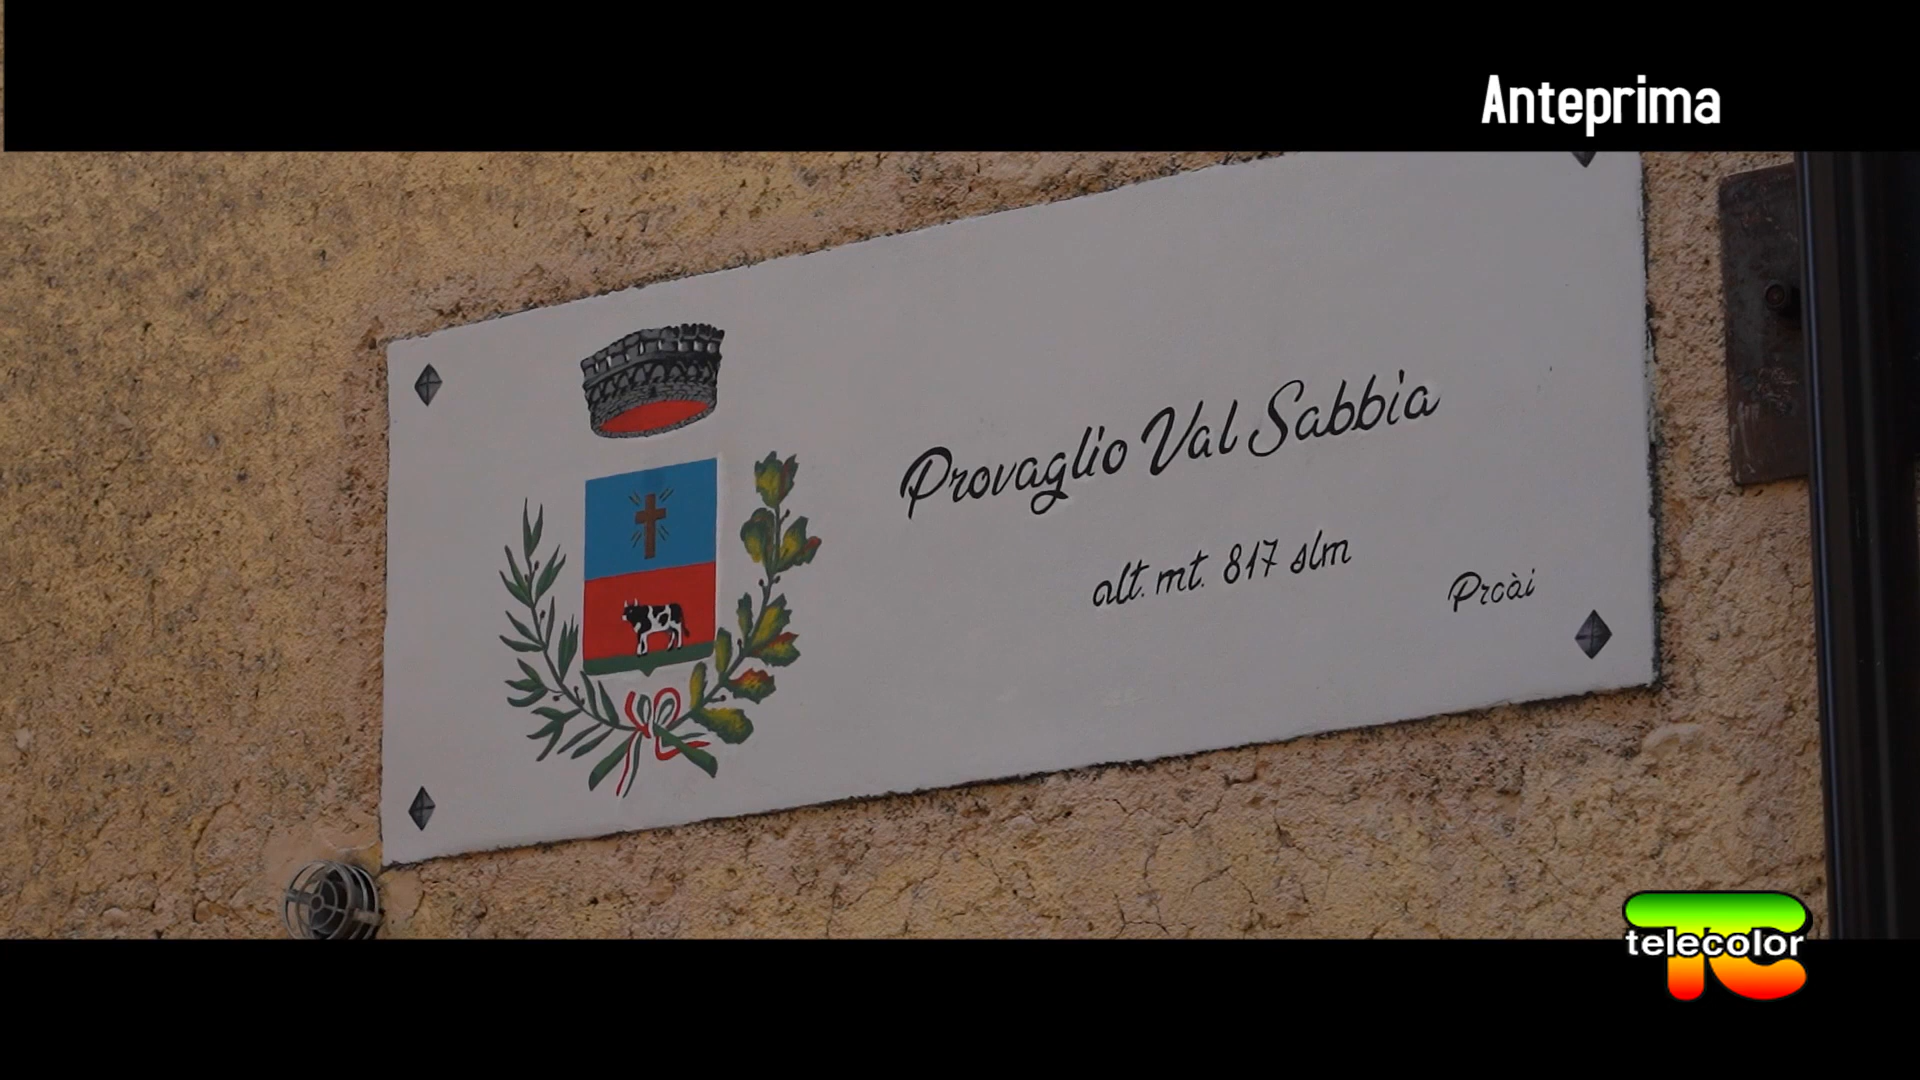 Anteprima
Provaglio Val Sabbia
alt. mt. 817 slm
Proài
telecolor